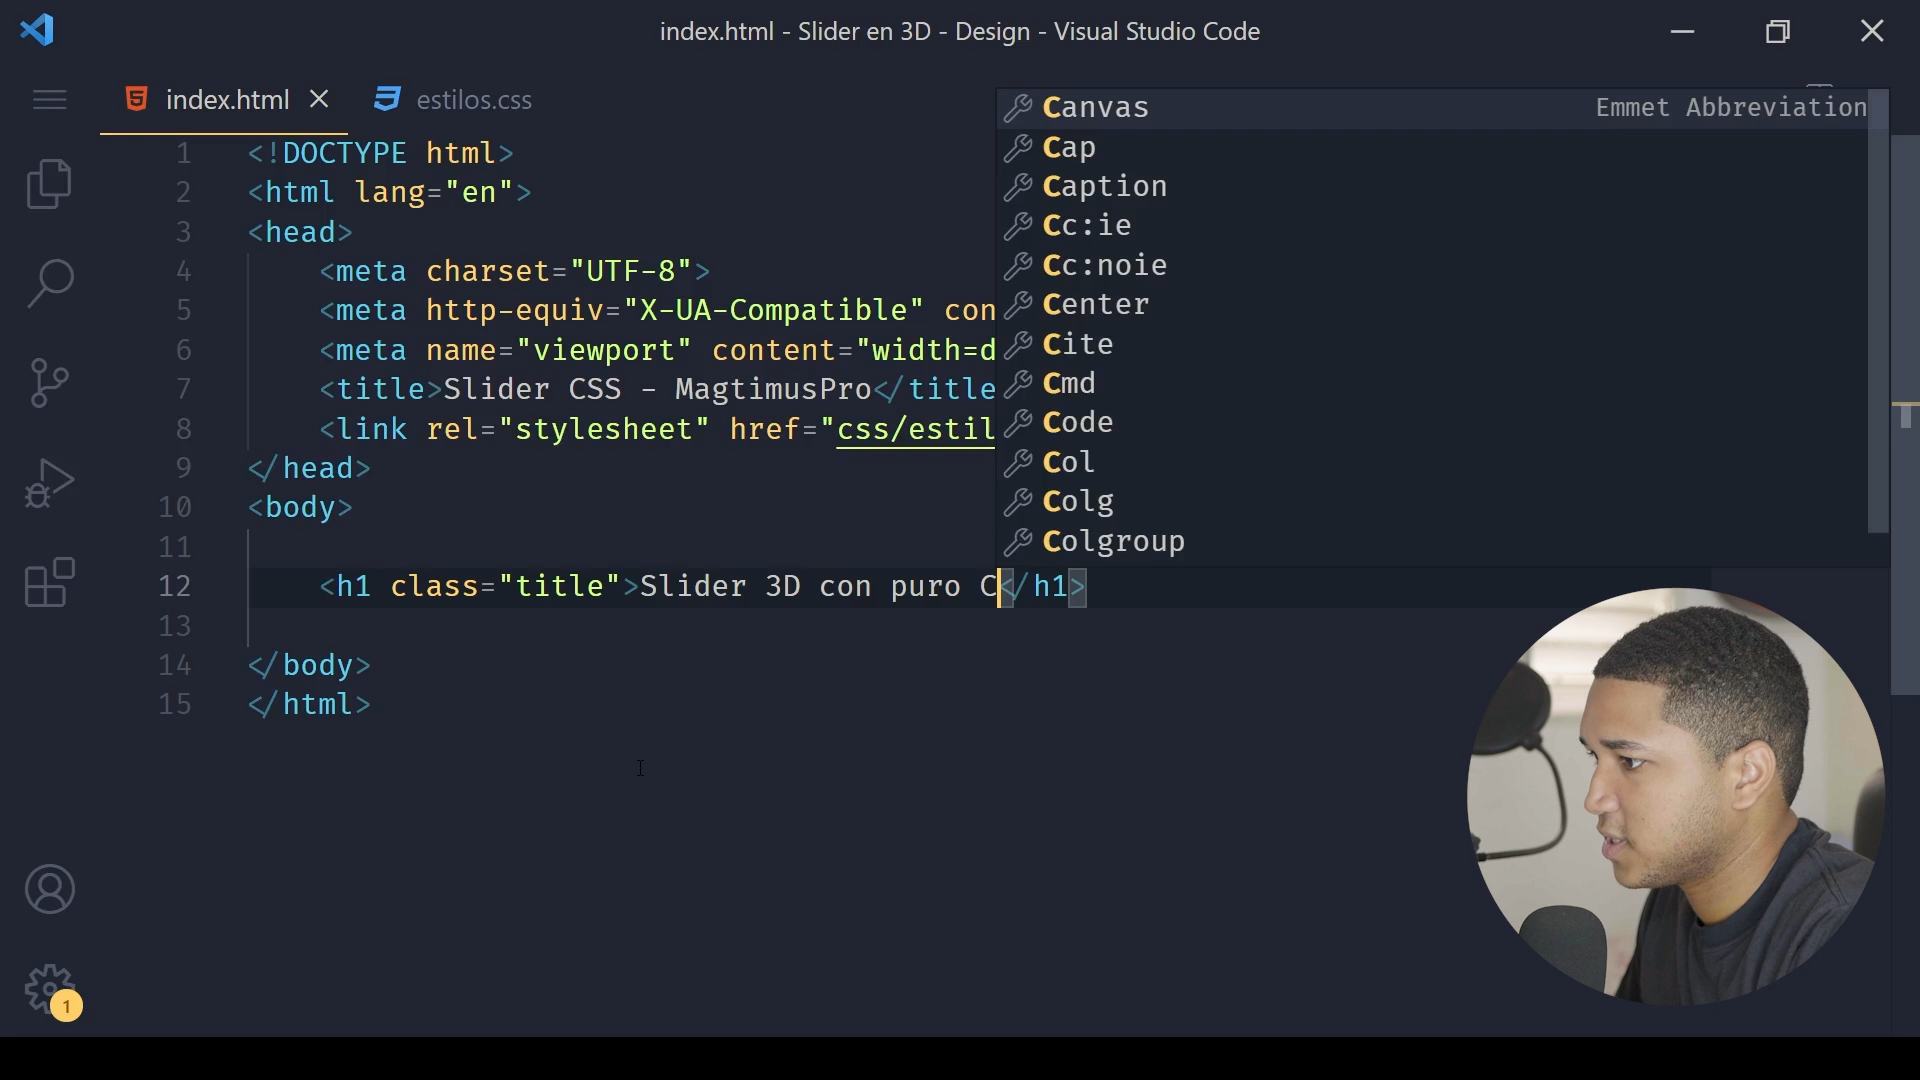 index.html - Slider en 3D - Design - Visual Studio Code
index.html
estilos.css
1 <!DOCTYPE html>
2 <html lang="en">
3 <head>
4 <meta charset="UTF-8">
5 <meta http-equiv="X-UA-Compatible" con
6 <meta name="viewport" content="width=d
7 <title>Slider CSS - MagtimusPro</title
8 <link rel="stylesheet" href="css/estil
9 </head>
10 <body>
11
12 <h1 class="title">Slider 3D con puro C</h1>
13
14 </body>
15 </html>
Canvas Emmet Abbreviation
Cap
Caption
Cc:ie
Cc:noie
Center
Cite
Cmd
Code
Col
Colg
Colgroup
1